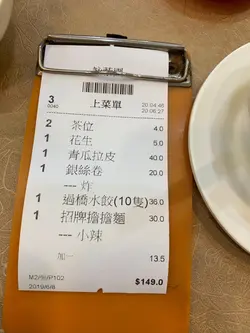 3 上菜單 20:04:46
5040 20:06:27
2 茶位 4.0
1 花生 5.0
1 青瓜拉皮 40.0
1 銀絲卷 20.0
--- 炸
1 過橋水餃(10隻) 36.0
1 招牌擔擔麵 30.0
--- 小辣
加一 13.5
$149.0
2019/6/6